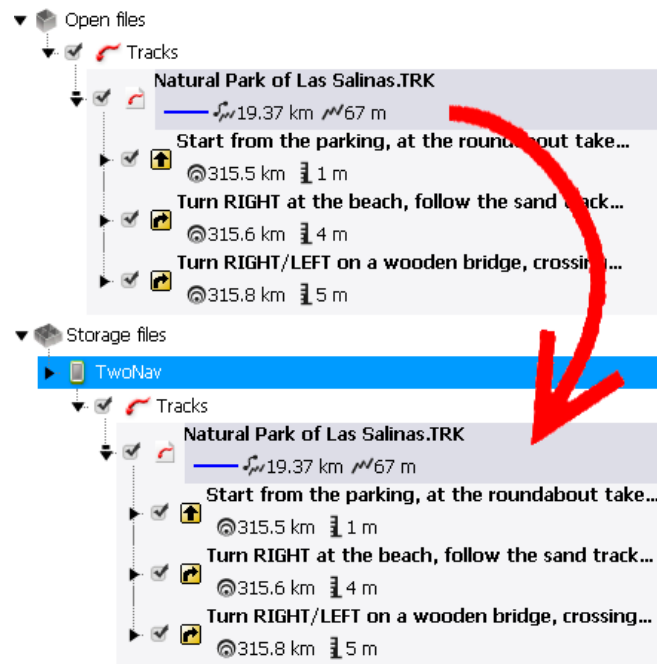 Open files
Tracks
Natural Park of Las Salinas.TRK
19.37 km 67 m
Start from the parking, at the roundabout take...
315.5 km 1 m
Turn RIGHT at the beach, follow the sand track...
315.6 km 4 m
Turn RIGHT/LEFT on a wooden bridge, crossing...
315.8 km 5 m
Storage files
TwoNav
Tracks
Natural Park of Las Salinas.TRK
19.37 km 67 m
Start from the parking, at the roundabout take...
315.5 km 1 m
Turn RIGHT at the beach, follow the sand track...
315.6 km 4 m
Turn RIGHT/LEFT on a wooden bridge, crossing...
315.8 km 5 m